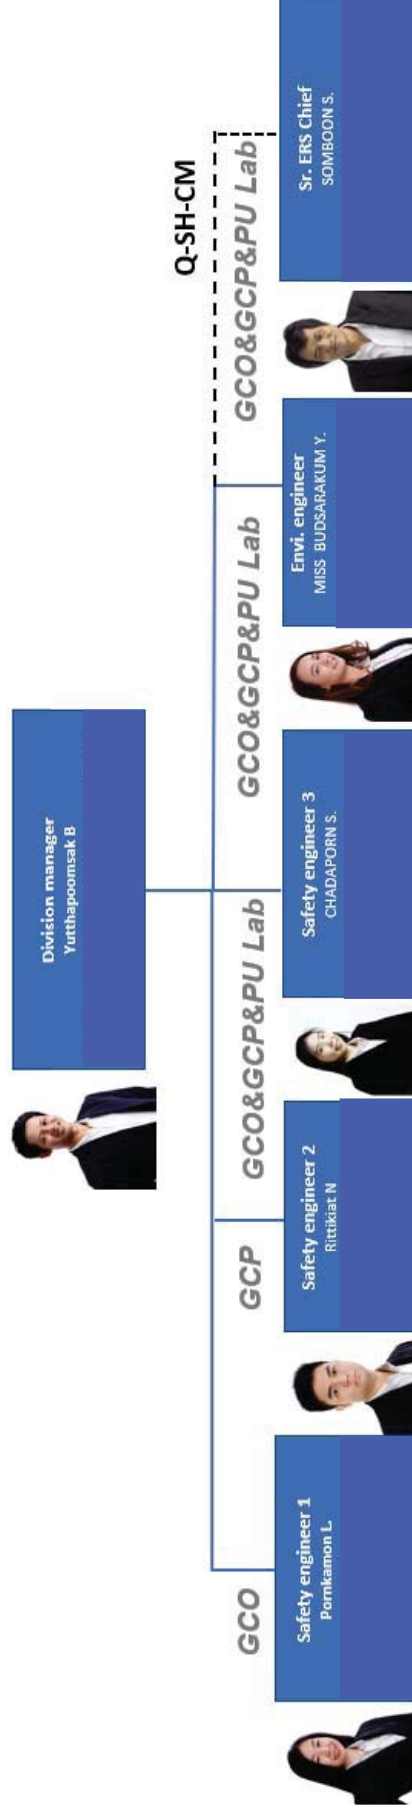 Division manager
Yutthapoomsak B
Q-SH-CM
GCO
GCP
GCO&GCP&PU Lab
GCO&GCP&PU Lab
GCO&GCP&PU Lab
Safety engineer 1
Pornkamon L.
Safety engineer 2
Rittikiat N
Safety engineer 3
CHADAPORN S.
Envi. engineer
MISS BUDSARAKUM Y.
Sr. ERS Chief
SOMBOON S.